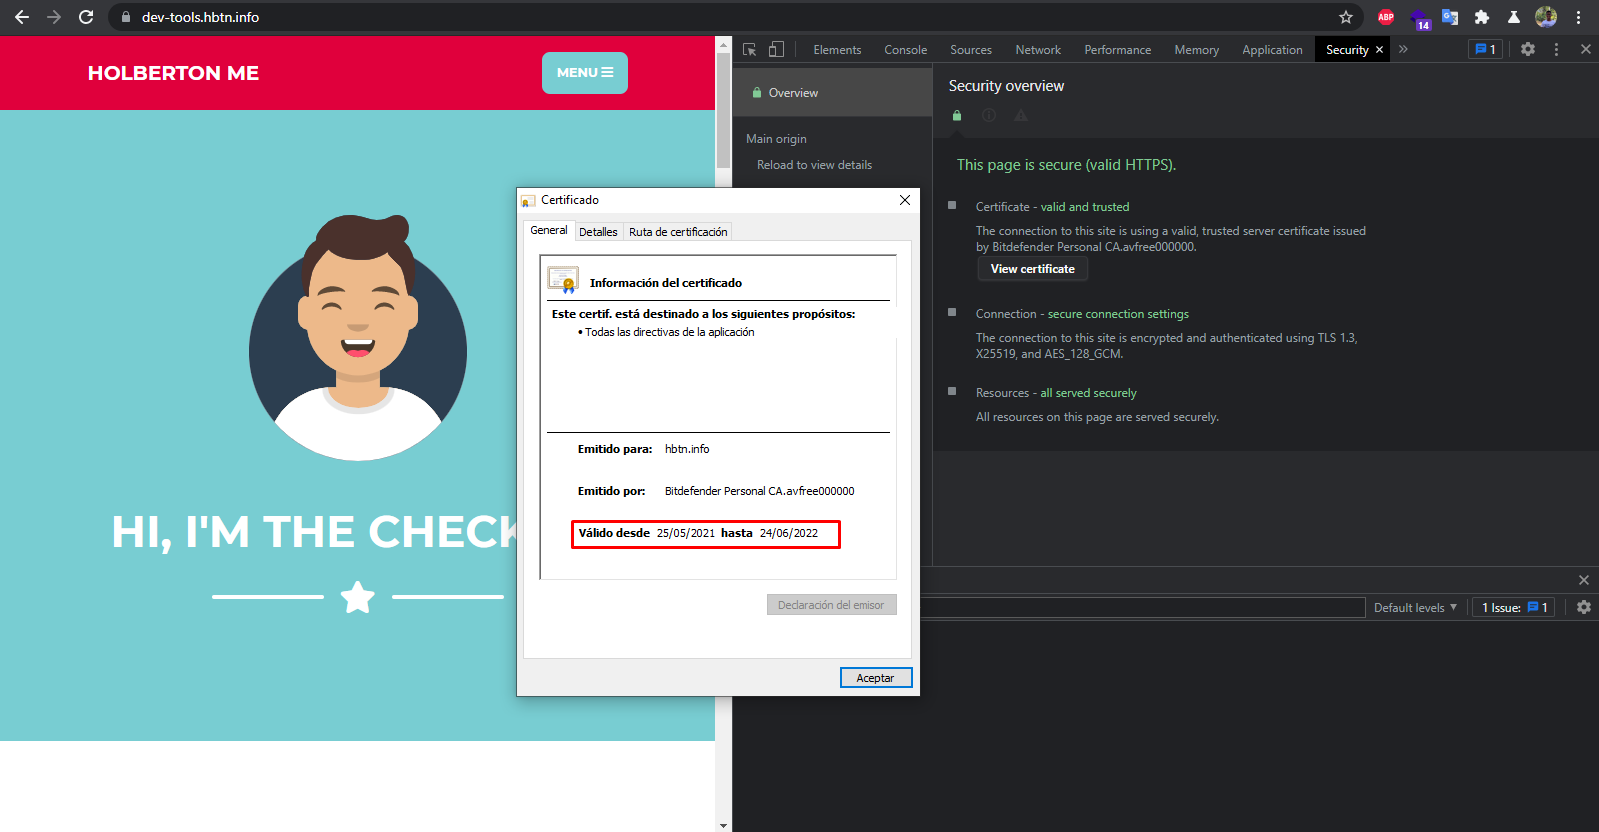 dev-tools.hbtn.info
ABP
14
HOLBERTON ME
MENU
HI, I'M THE CHECK
Elements
Console
Sources
Network
Performance
Memory
Application
Security
1
Overview
Main origin
Reload to view details
Security overview
This page is secure (valid HTTPS).
Certificate - valid and trusted
The connection to this site is using a valid, trusted server certificate issued
by Bitdefender Personal CA.avfree000000.
View certificate
Connection - secure connection settings
The connection to this site is encrypted and authenticated using TLS 1.3,
X25519, and AES_128_GCM.
Resources - all served securely
All resources on this page are served securely.
Certificado
General
Detalles
Ruta de certificación
Información del certificado
Este certif. está destinado a los siguientes propósitos:
• Todas las directivas de la aplicación
Emitido para: hbtn.info
Emitido por: Bitdefender Personal CA.avfree000000
Válido desde 25/05/2021 hasta 24/06/2022
Declaración del emisor
Aceptar
Default levels
1 Issue: 1